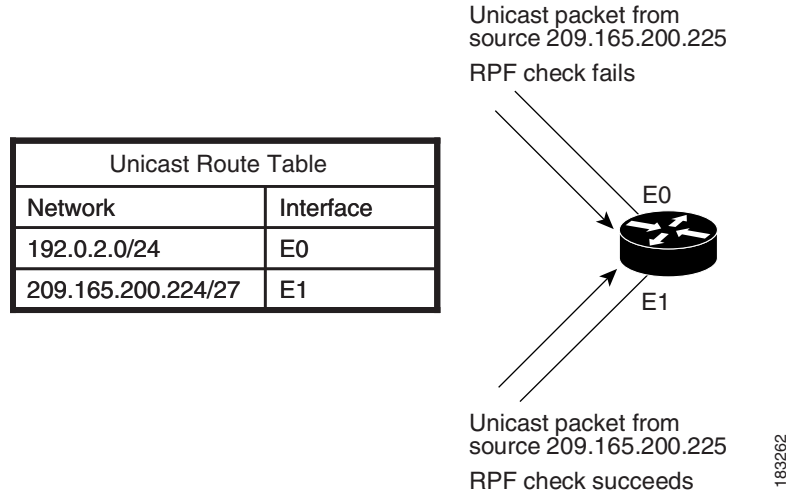 Unicast packet from
source 209.165.200.225
RPF check fails
Unicast Route Table
Network Interface
192.0.2.0/24 E0
209.165.200.224/27 E1
E0
E1
Unicast packet from
source 209.165.200.225
RPF check succeeds
183262